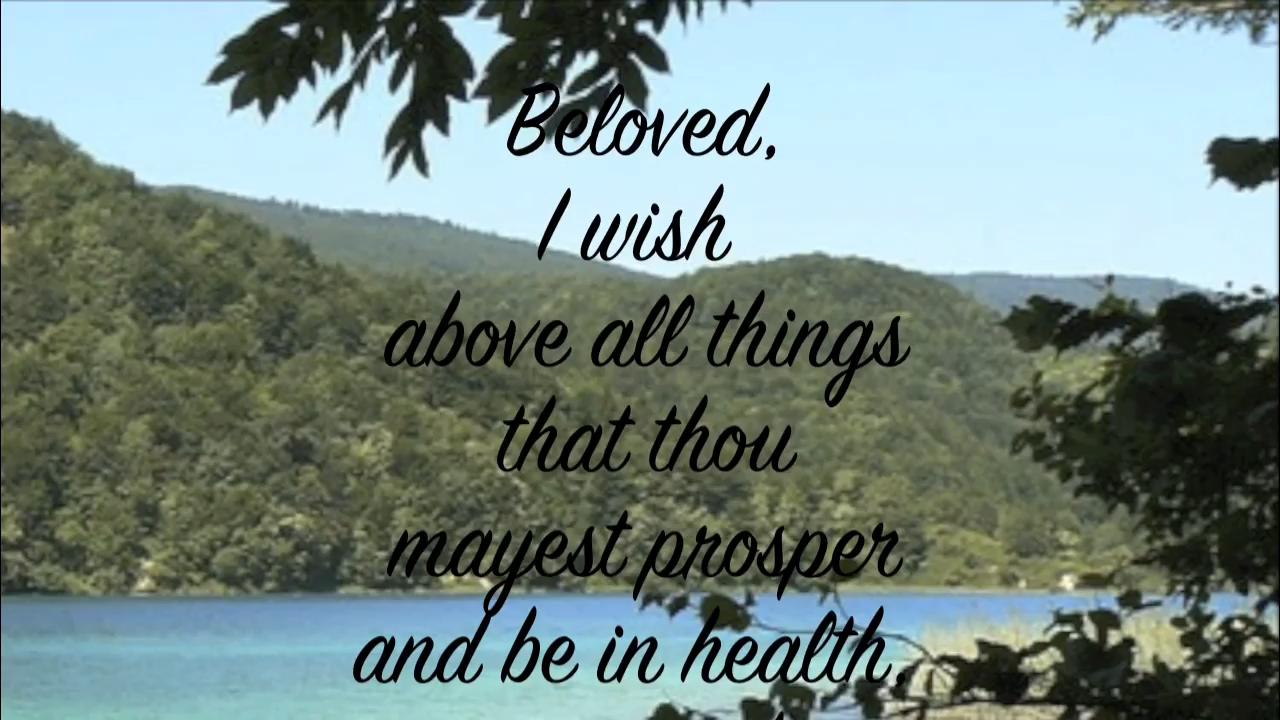 Beloved,
I wish
above all things
that thou
mayest prosper
and be in health,